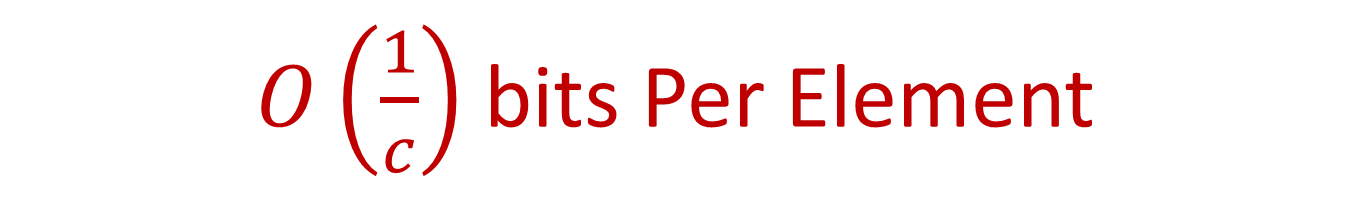 O (1/c) bits Per Element